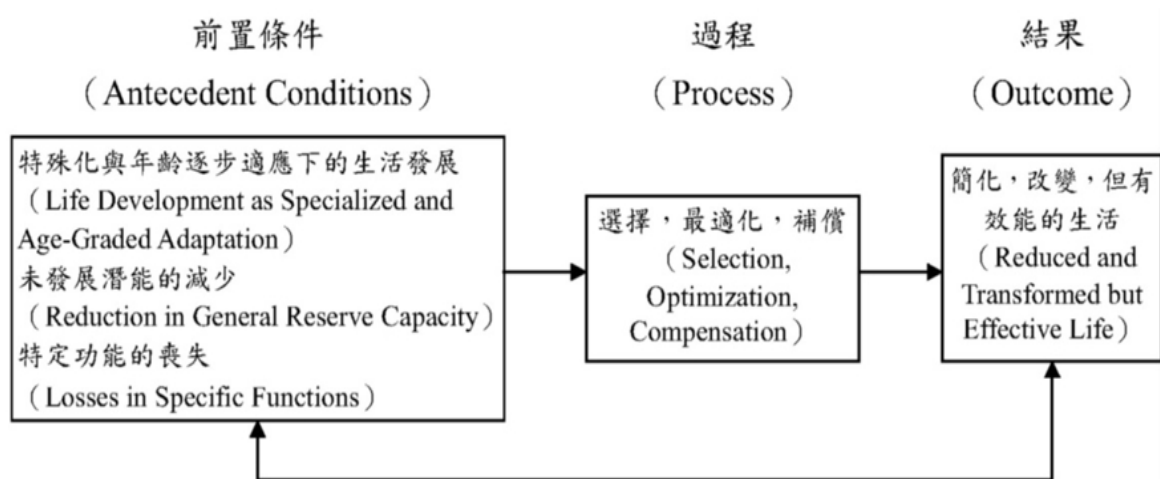 前置條件
（Antecedent Conditions）
過程
（Process）
結果
（Outcome）
特殊化與年齡逐步適應下的生活發展
（Life Development as Specialized and
Age-Graded Adaptation）
未發展潛能的減少
（Reduction in General Reserve Capacity）
特定功能的喪失
（Losses in Specific Functions）
選擇，最適化，補償
（Selection,
Optimization,
Compensation）
簡化，改變，但有
效能的生活
（Reduced and
Transformed but
Effective Life）